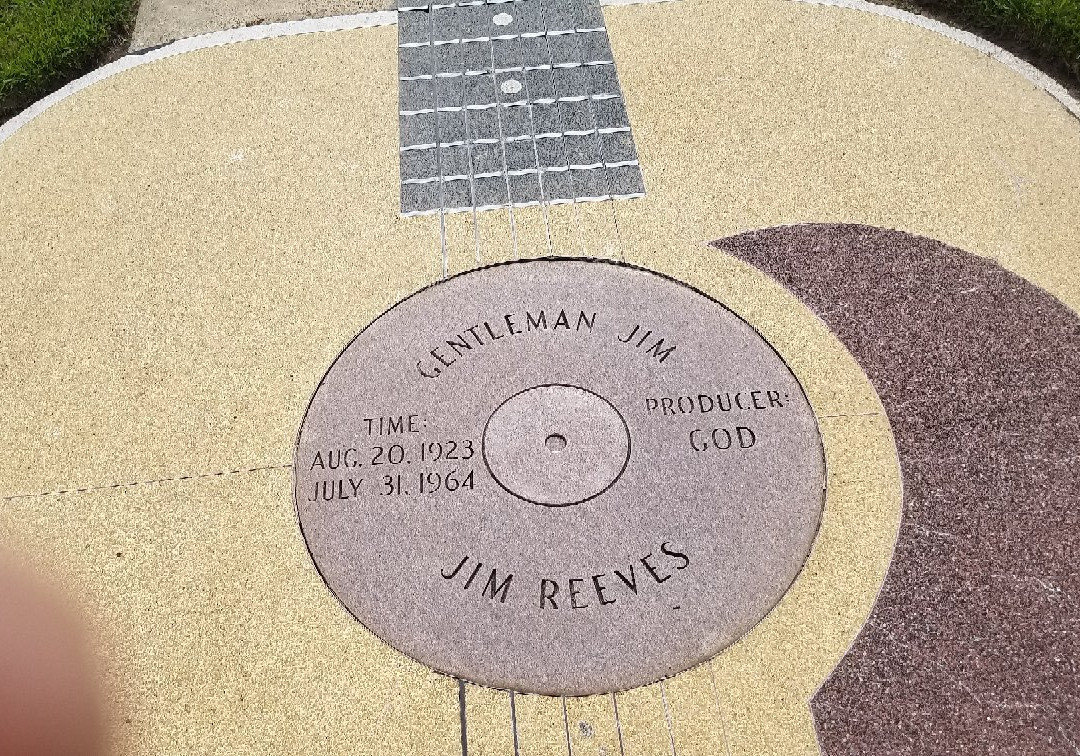 GENTLEMAN JIM
TIME:
AUG. 20. 1923
JULY 31. 1964
PRODUCER:
GOD
JIM REEVES